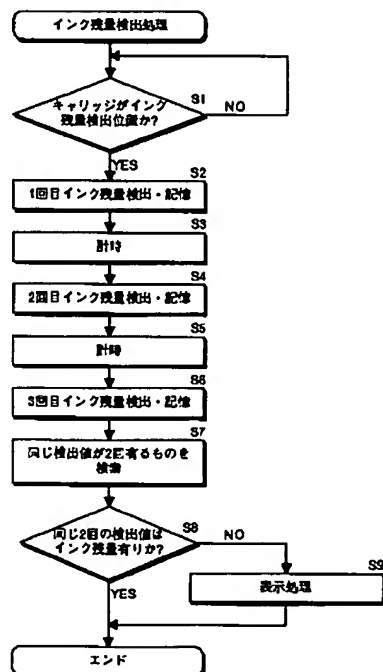 インク残量検出処理
S1
キャリッジがインク
残量検出位置か?
NO
YES
S2
1回目インク残量検出・記憶
S3
計時
S4
2回目インク残量検出・記憶
S5
計時
S6
3回目インク残量検出・記憶
S7
同じ検出値が2回有るものを
検索
S8
同じ2回の検出値は
インク残量有りか?
NO
YES
S9
表示処理
エンド